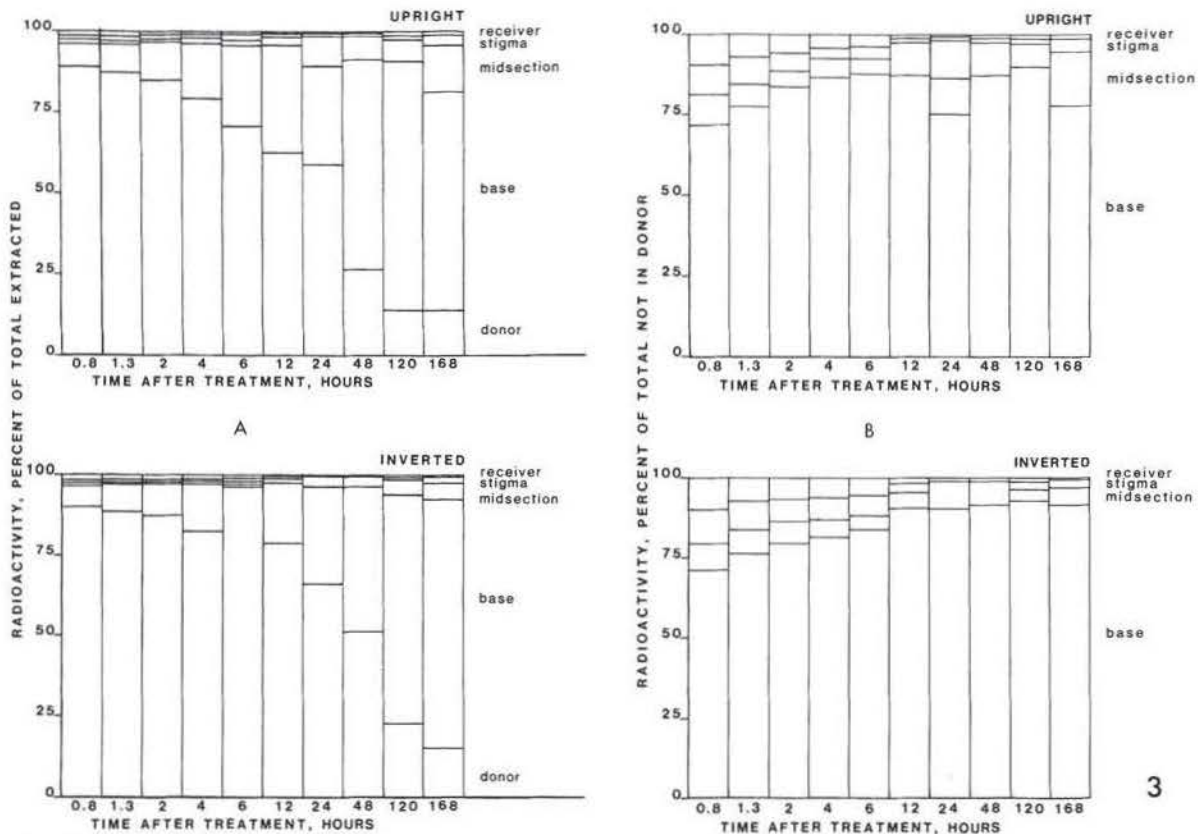 RADIOACTIVITY, PERCENT OF TOTAL EXTRACTED
UPRIGHT
100
75
50
25
0
receiver
stigma
midsection
base
donor
0.8 1.3 2 4 6 12 24 48 120 168
TIME AFTER TREATMENT, HOURS
A
INVERTED
100
75
50
25
0
receiver
stigma
midsection
base
donor
0.8 1.3 2 4 6 12 24 48 120 168
TIME AFTER TREATMENT, HOURS
RADIOACTIVITY, PERCENT OF TOTAL NOT IN DONOR
UPRIGHT
100
75
50
25
0
receiver
stigma
midsection
base
0.8 1.3 2 4 6 12 24 48 120 168
TIME AFTER TREATMENT, HOURS
B
INVERTED
100
75
50
25
0
receiver
stigma
midsection
base
0.8 1.3 2 4 6 12 24 48 120 168
TIME AFTER TREATMENT, HOURS
3